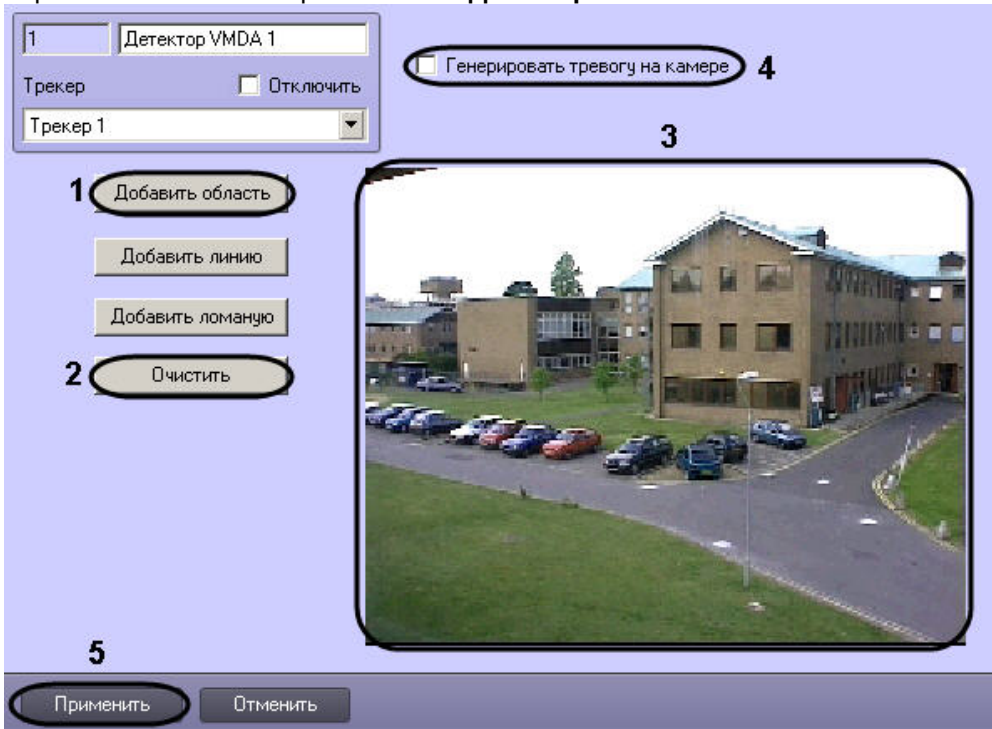 1
Детектор VMDA 1
Генерировать тревогу на камере 4
Трекер Отключить
Трекер 1
3
1 Добавить область
Добавить линию
Добавить ломаную
2 Очистить
5
Применить Отменить